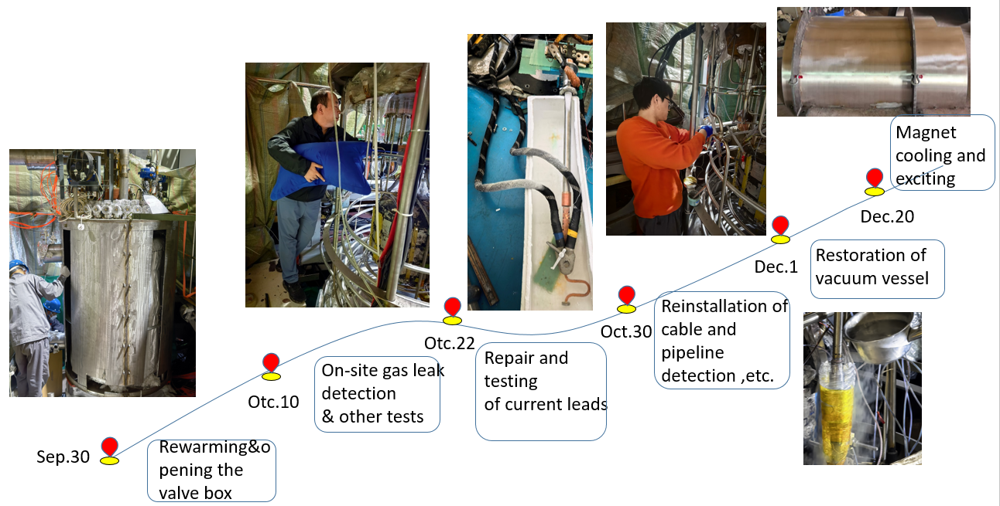 Sep.30
Rewarming&o
pening the
valve box
Otc.10
On-site gas leak
detection
& other tests
Otc.22
Repair and
testing
of current leads
Oct.30
Reinstallation of
cable and
pipeline
detection ,etc.
Dec.1
Restoration of
vacuum vessel
Dec.20
Magnet
cooling and
exciting